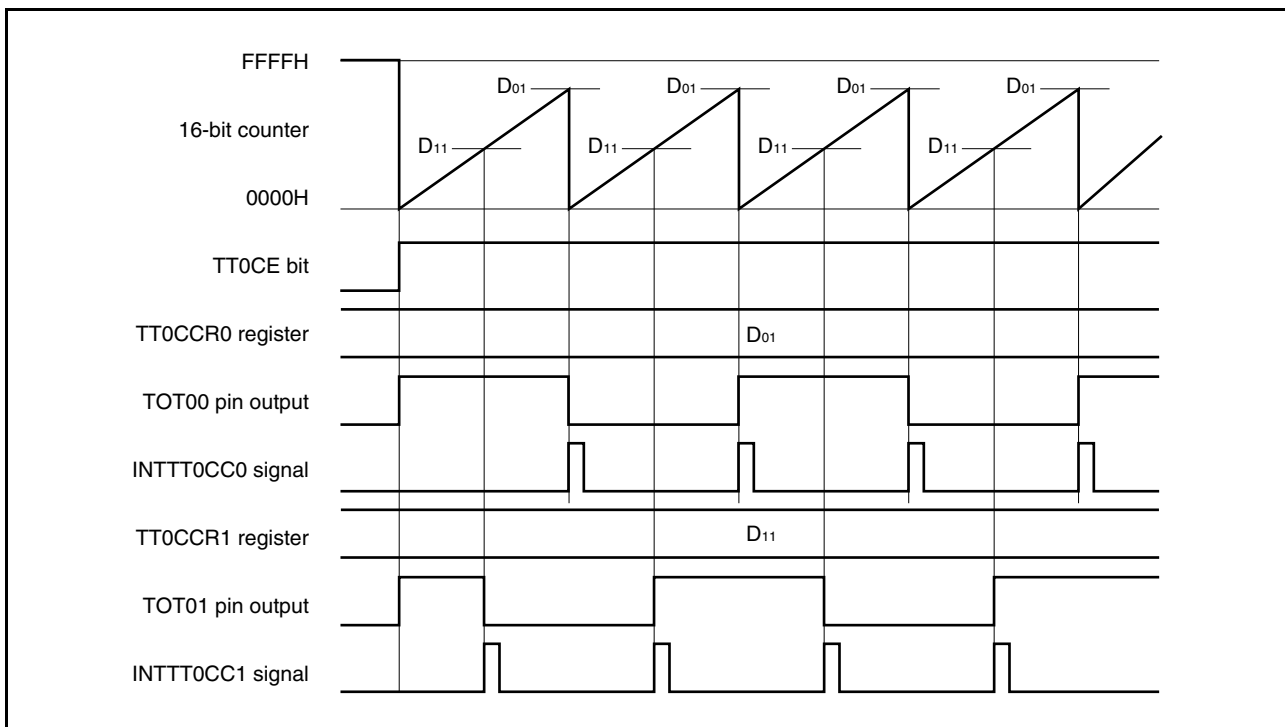 FFFFH
D01 D01 D01 D01
16-bit counter
D11 D11 D11 D11
0000H
TT0CE bit
TT0CCR0 register D01
TOT00 pin output
INTTT0CC0 signal
TT0CCR1 register D11
TOT01 pin output
INTTT0CC1 signal